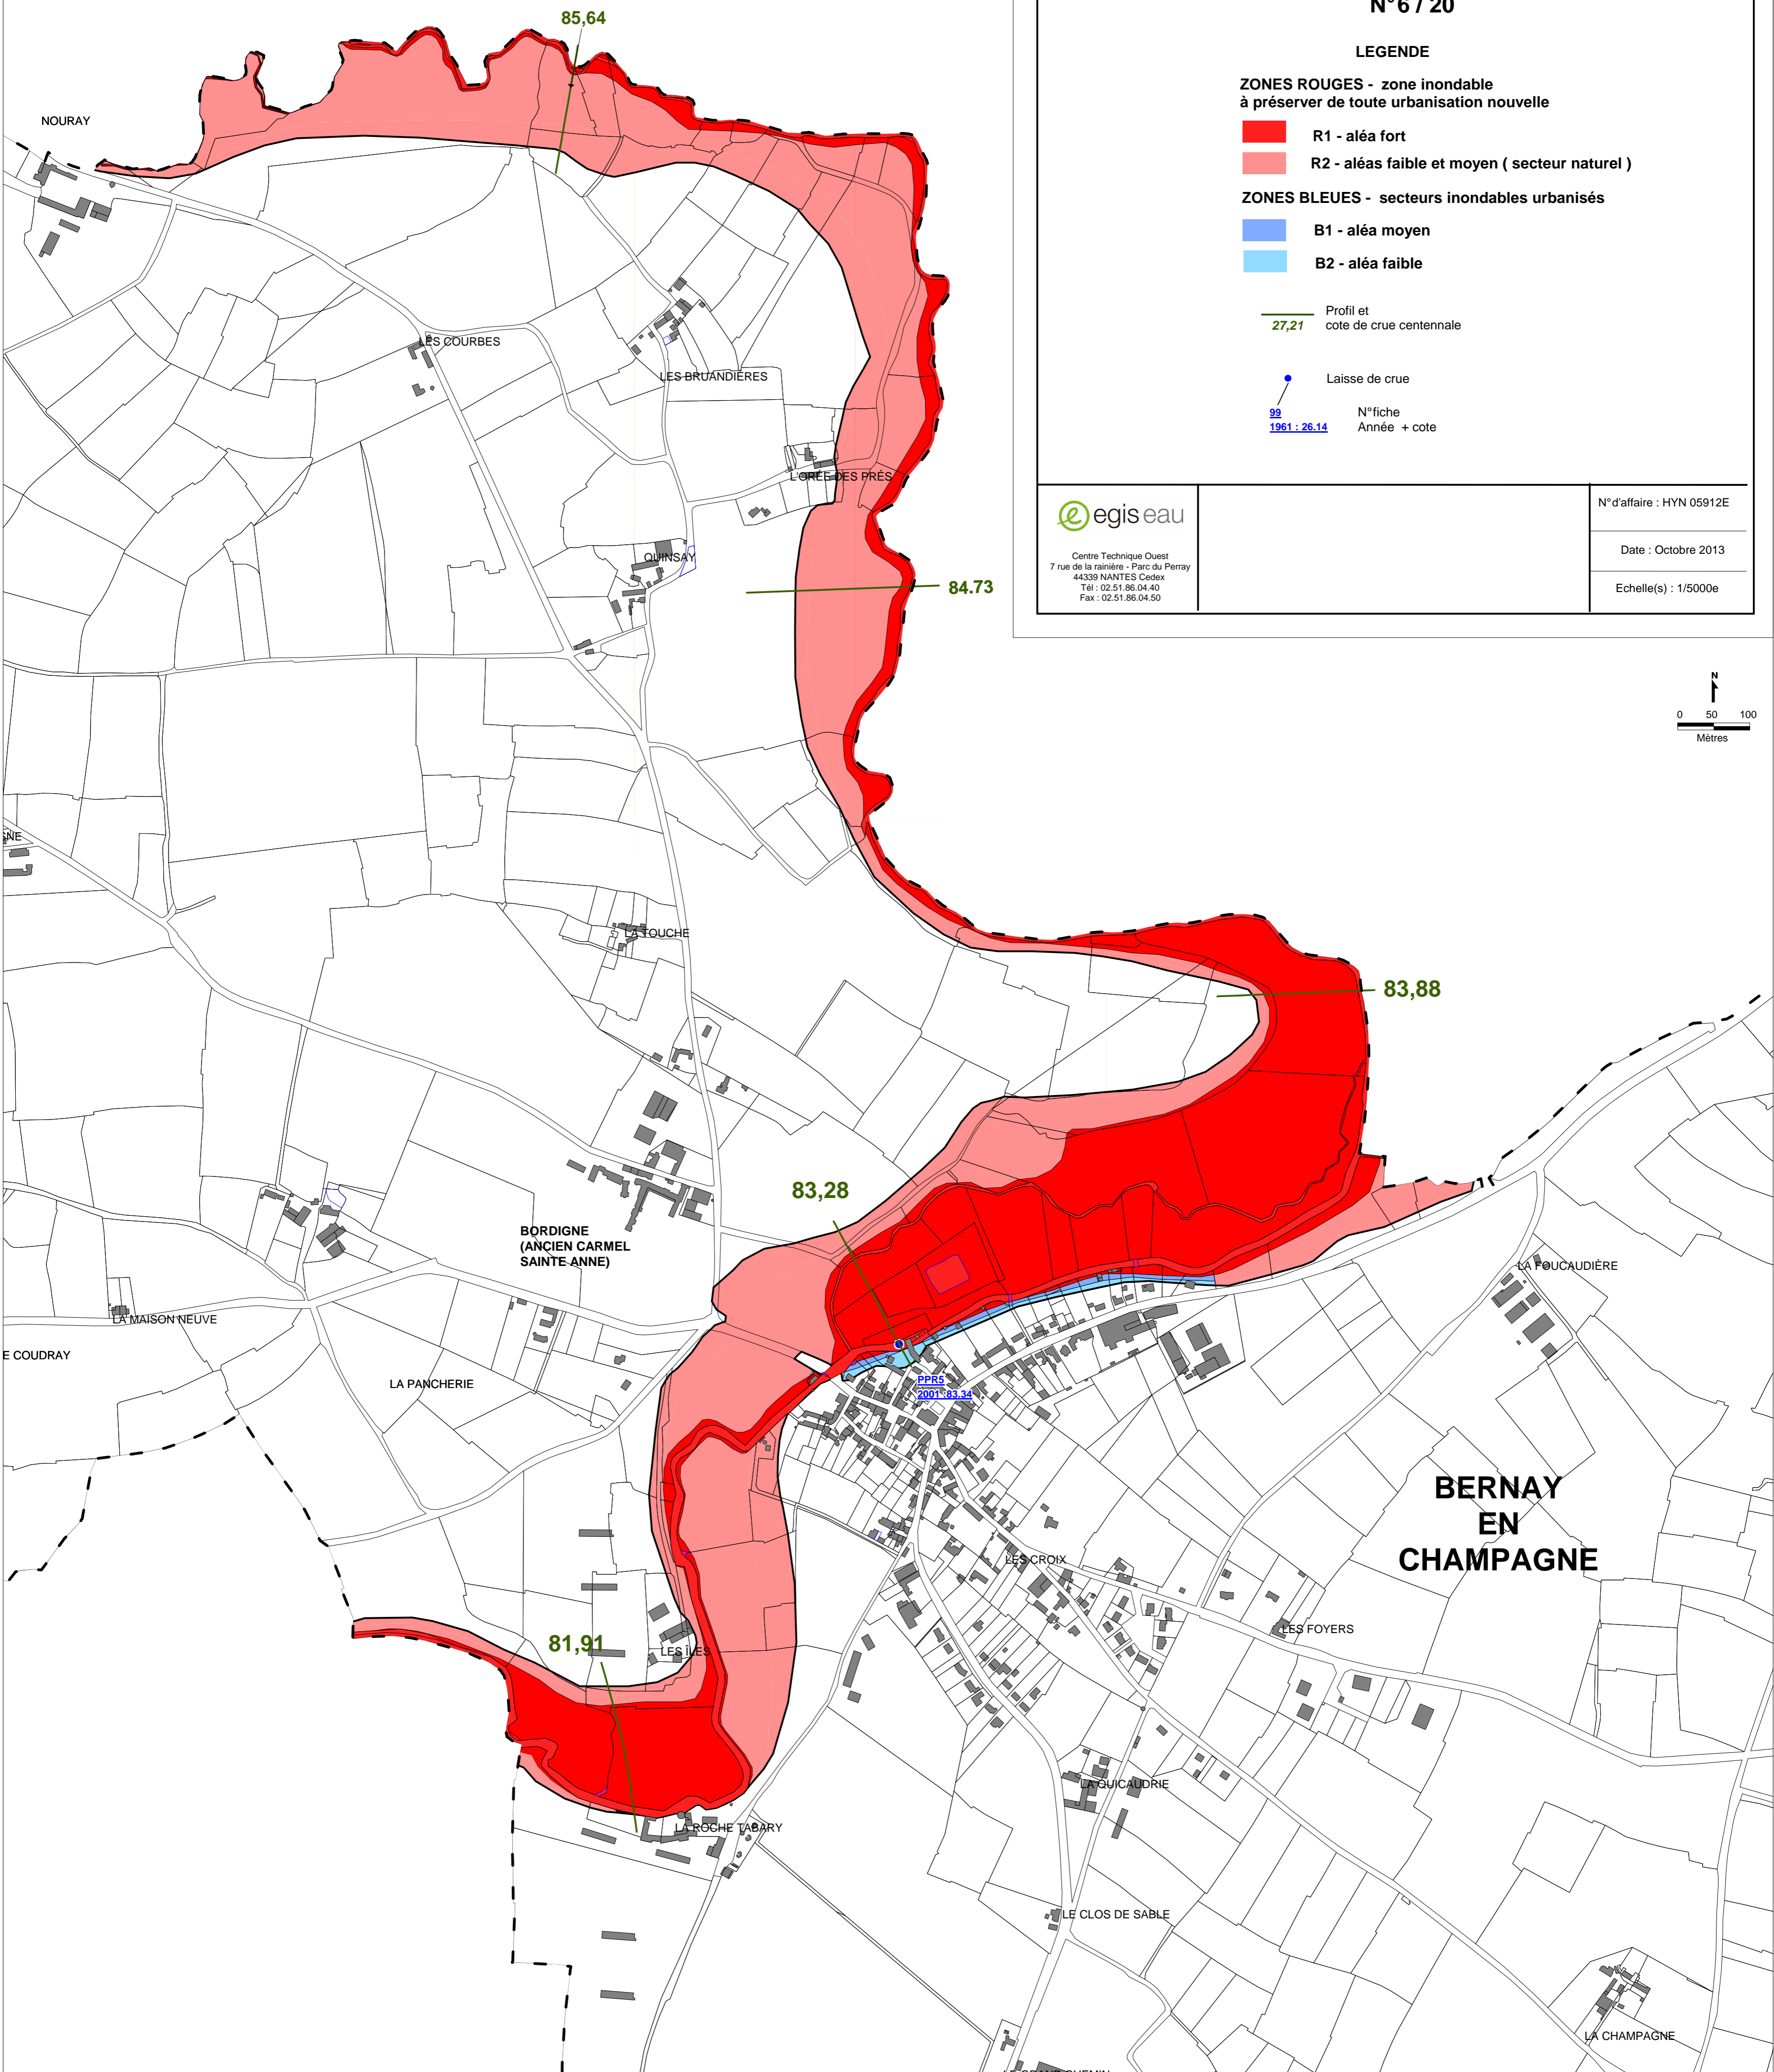 N°6 / 20
LEGENDE
ZONES ROUGES - zone inondable
à préserver de toute urbanisation nouvelle
R1 - aléa fort
R2 - aléas faible et moyen ( secteur naturel )
ZONES BLEUES - secteurs inondables urbanisés
B1 - aléa moyen
B2 - aléa faible
Profil et
27,21 cote de crue centennale
Laisse de crue
99 N°fiche
1961 : 26.14 Année + cote
egis eau
Centre Technique Ouest
7 rue de la rainière - Parc du Perray
44339 NANTES Cedex
Tél : 02.51.86.04.40
Fax : 02.51.86.04.50
N°d'affaire : HYN 05912E
Date : Octobre 2013
Echelle(s) : 1/5000e
N
0 50 100
Mètres
85,64
NOURAY
LES COURBES
LES BRUANDIÈRES
L'ORÉE DES PRÉS
QUINSAY
84.73
LA TOUCHE
83,88
83,28
BORDIGNE
(ANCIEN CARMEL
SAINTE ANNE)
LA FOUCAUDIÈRE
LA MAISON NEUVE
E COUDRAY
LA PANCHERIE
PPR5
2001 :83.34
BERNAY
EN
CHAMPAGNE
LES CROIX
LES FOYERS
81,91
LES ÎLES
LA QUICAUDRIE
LA ROCHE TABARY
LE CLOS DE SABLE
LA CHAMPAGNE